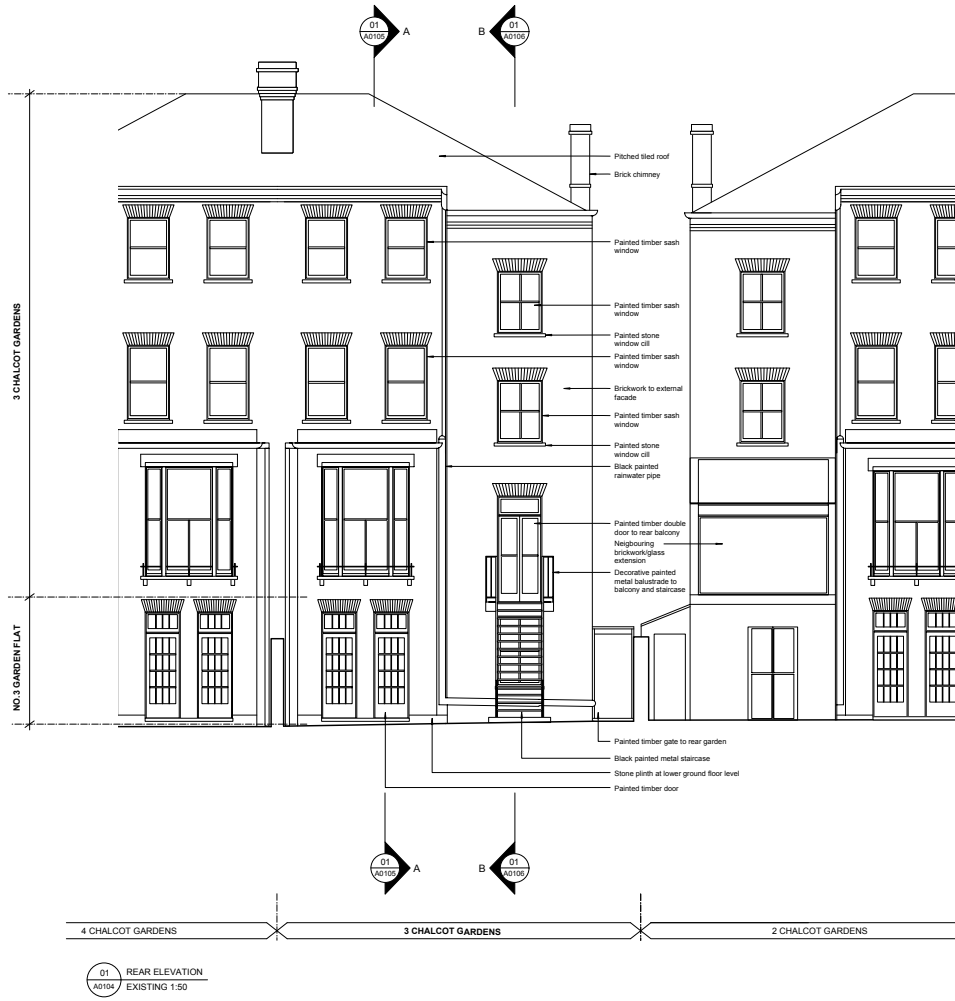 01
A0105
A
B
01
A0106
Pitched tiled roof
Brick chimney
Painted timber sash
window
Painted timber sash
window
Painted stone
window cill
Painted timber sash
window
Brickwork to external
facade
Painted timber sash
window
Painted stone
window cill
Black painted
rainwater pipe
Painted timber double
door to rear balcony
Neigbouring
brickwork/glass
extension
Decorative painted
metal balustrade to
balcony and staircase
3 CHALCOT GARDENS
NO.3 GARDEN FLAT
Painted timber gate to rear garden
Black painted metal staircase
Stone plinth at lower ground floor level
Painted timber door
01
A0105
A
B
01
A0106
4 CHALCOT GARDENS
3 CHALCOT GARDENS
2 CHALCOT GARDENS
01
A0104
REAR ELEVATION
EXISTING 1:50